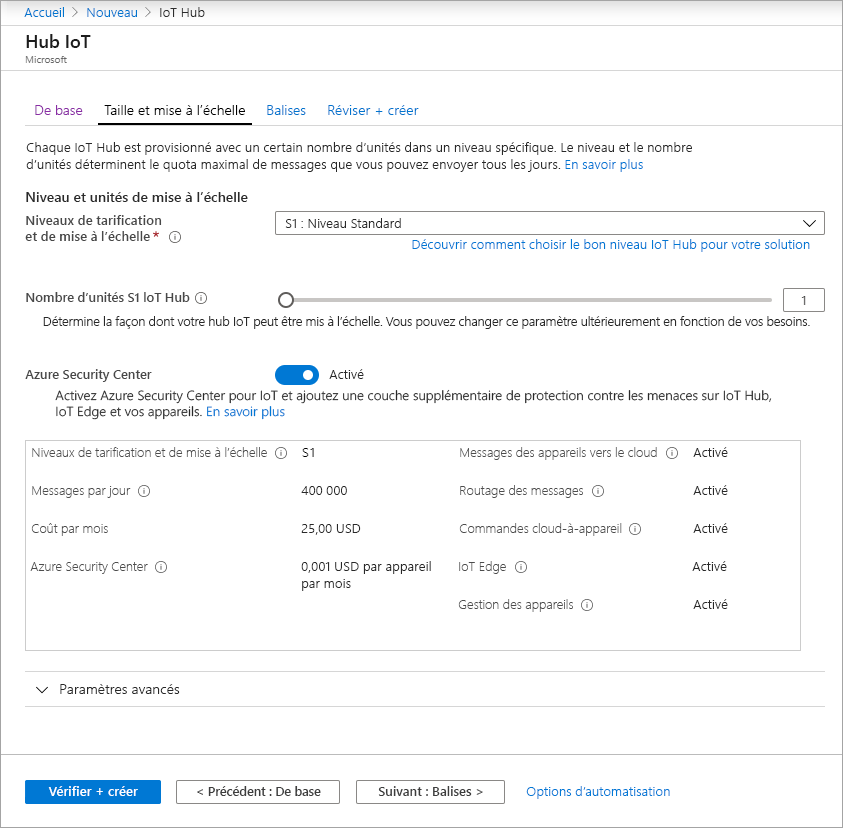 Accueil > Nouveau > IoT Hub
Hub IoT
Microsoft
De base Taille et mise à l'échelle Balises Réviser + créer
Chaque IoT Hub est provisionné avec un certain nombre d'unités dans un niveau spécifique. Le niveau et le nombre
d'unités déterminent le quota maximal de messages que vous pouvez envoyer tous les jours. En savoir plus
Niveau et unités de mise à l'échelle
Niveaux de tarification
et de mise à l'échelle*
S1 : Niveau Standard
Découvrir comment choisir le bon niveau IoT Hub pour votre solution
Nombre d'unités S1 IoT Hub 1
Détermine la façon dont votre hub IoT peut être mis à l'échelle. Vous pouvez changer ce paramètre ultérieurement en fonction de vos besoins.
Azure Security Center Activé
Activez Azure Security Center pour IoT et ajoutez une couche supplémentaire de protection contre les menaces sur IoT Hub,
IoT Edge et vos appareils. En savoir plus
Niveaux de tarification et de mise à l'échelle S1 Messages des appareils vers le cloud Activé
Messages par jour 400 000 Routage des messages Activé
Coût par mois 25,00 USD Commandes cloud-à-appareil Activé
Azure Security Center 0,001 USD par appareil IoT Edge Activé
par mois
Gestion des appareils Activé
Paramètres avancés
Vérifier + créer < Précédent : De base Suivant : Balises > Options d'automatisation